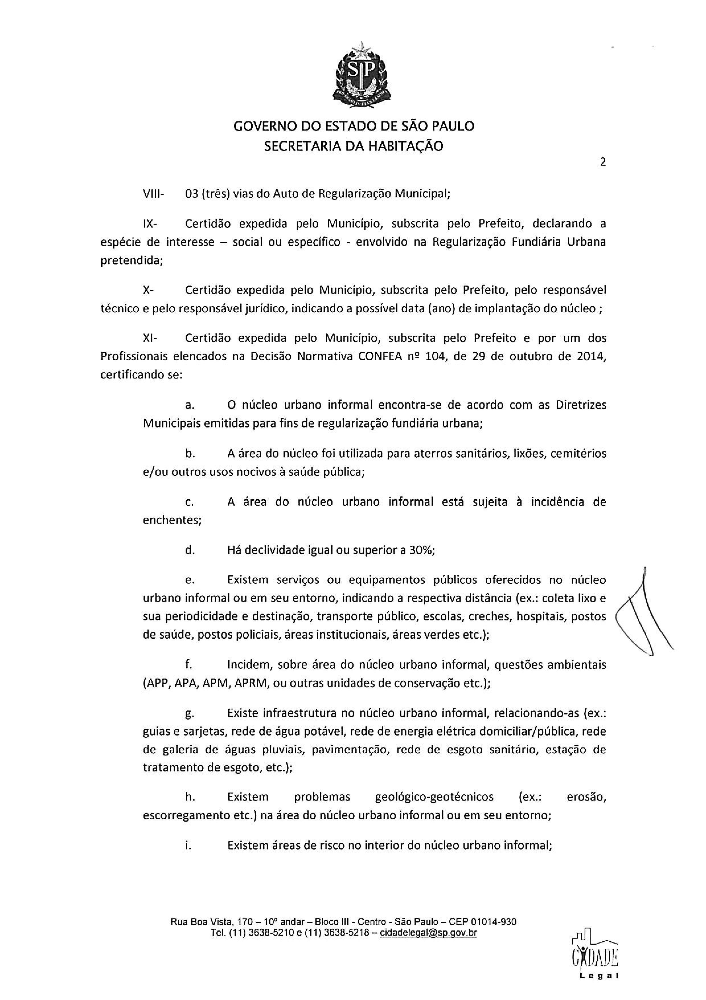 SP
GOVERNO DO ESTADO DE SÃO PAULO
SECRETARIA DA HABITAÇÃO
2
VIII- 03 (três) vias do Auto de Regularização Municipal;
IX- Certidão expedida pelo Município, subscrita pelo Prefeito, declarando a
espécie de interesse – social ou específico - envolvido na Regularização Fundiária Urbana
pretendida;
X- Certidão expedida pelo Município, subscrita pelo Prefeito, pelo responsável
técnico e pelo responsável jurídico, indicando a possível data (ano) de implantação do núcleo ;
XI- Certidão expedida pelo Município, subscrita pelo Prefeito e por um dos
Profissionais elencados na Decisão Normativa CONFEA nº 104, de 29 de outubro de 2014,
certificando se:
a. O núcleo urbano informal encontra-se de acordo com as Diretrizes
Municipais emitidas para fins de regularização fundiária urbana;
b. A área do núcleo foi utilizada para aterros sanitários, lixões, cemitérios
e/ou outros usos nocivos à saúde pública;
c. A área do núcleo urbano informal está sujeita à incidência de
enchentes;
d. Há declividade igual ou superior a 30%;
e. Existem serviços ou equipamentos públicos oferecidos no núcleo
urbano informal ou em seu entorno, indicando a respectiva distância (ex.: coleta lixo e
sua periodicidade e destinação, transporte público, escolas, creches, hospitais, postos
de saúde, postos policiais, áreas institucionais, áreas verdes etc.);
f. Incidem, sobre área do núcleo urbano informal, questões ambientais
(APP, APA, APM, APRM, ou outras unidades de conservação etc.);
g. Existe infraestrutura no núcleo urbano informal, relacionando-as (ex.:
guias e sarjetas, rede de água potável, rede de energia elétrica domiciliar/pública, rede
de galeria de águas pluviais, pavimentação, rede de esgoto sanitário, estação de
tratamento de esgoto, etc.);
h. Existem problemas geológico-geotécnicos (ex.: erosão,
escorregamento etc.) na área do núcleo urbano informal ou em seu entorno;
i. Existem áreas de risco no interior do núcleo urbano informal;
Rua Boa Vista, 170 – 10º andar – Bloco III - Centro - São Paulo – CEP 01014-930
Tel. (11) 3638-5210 e (11) 3638-5218 – cidadelegal@sp.gov.br
CIDADE
Legal